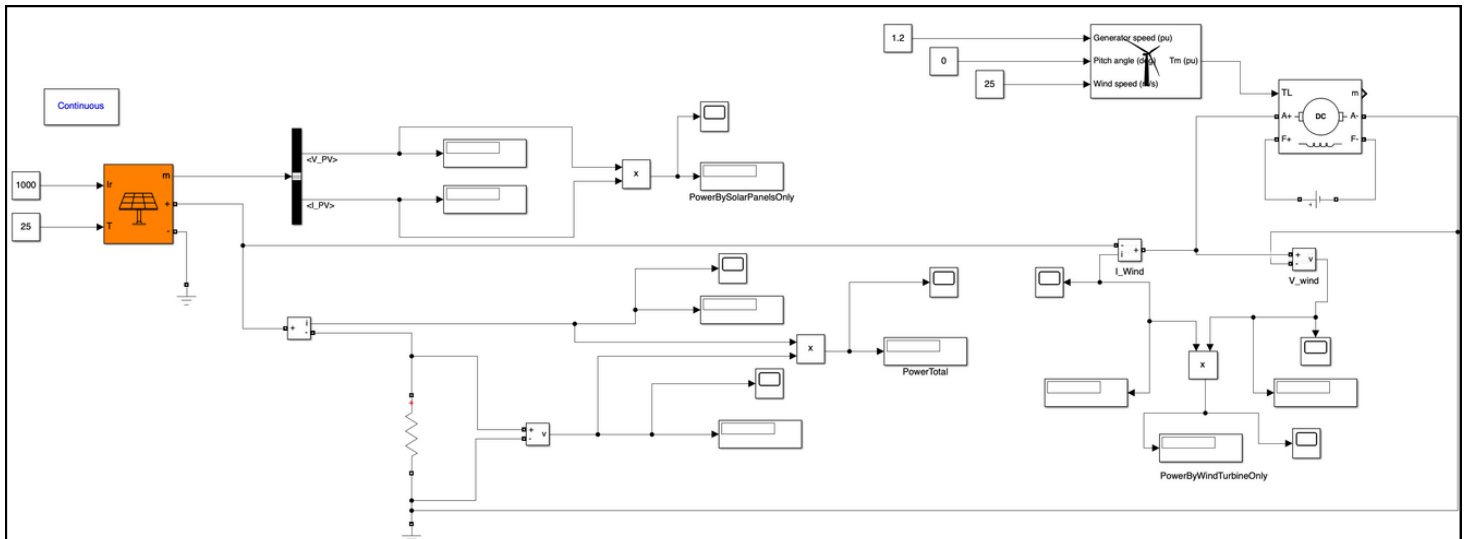 1.2
Generator speed (pu)
0
Pitch angle (deg)
Tm (pu)
25
Wind speed (m/s)
TL
m
A+
DC
A-
F+
F-
+
Continuous
<V_PV>
<I_PV>
x
PowerBySolarPanelsOnly
1000
Ir
m
+
25
T
-
-
i
+
I_Wind
+
-
v
V_wind
+
i
-
x
PowerTotal
x
+
+
-
v
PowerByWindTurbineOnly